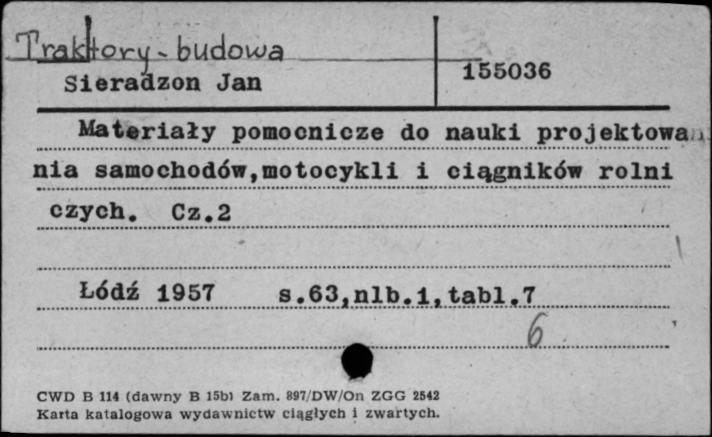 Traktory - budowa
Sieradzon Jan
155036
Materiały pomocnicze do nauki projektowa
nia samochodów,motocykli i ciągników rolni
czych. Cz.2
Łódź 1957 s.63,nlb.1,tabl.7
6
CWD B 114 (dawny B 15b) Zam. 897/DW/On ZGG 2542
Karta katalogowa wydawnictw ciągłych i zwartych.